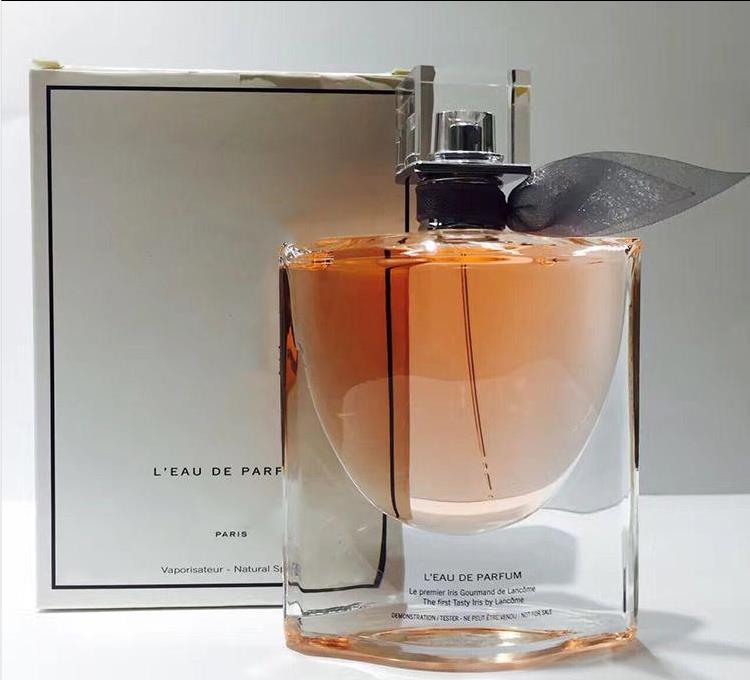 L'EAU DE PARF
PARIS
Vaporisateur - Natural Sp
L'EAU DE PARFUM
Le premier Iris Gourmand de Lancôme
The first Tasty Iris by Lancôme
DEMONSTRATION / TESTER - NE PEUT ÊTRE VENDU / NOT FOR SALE